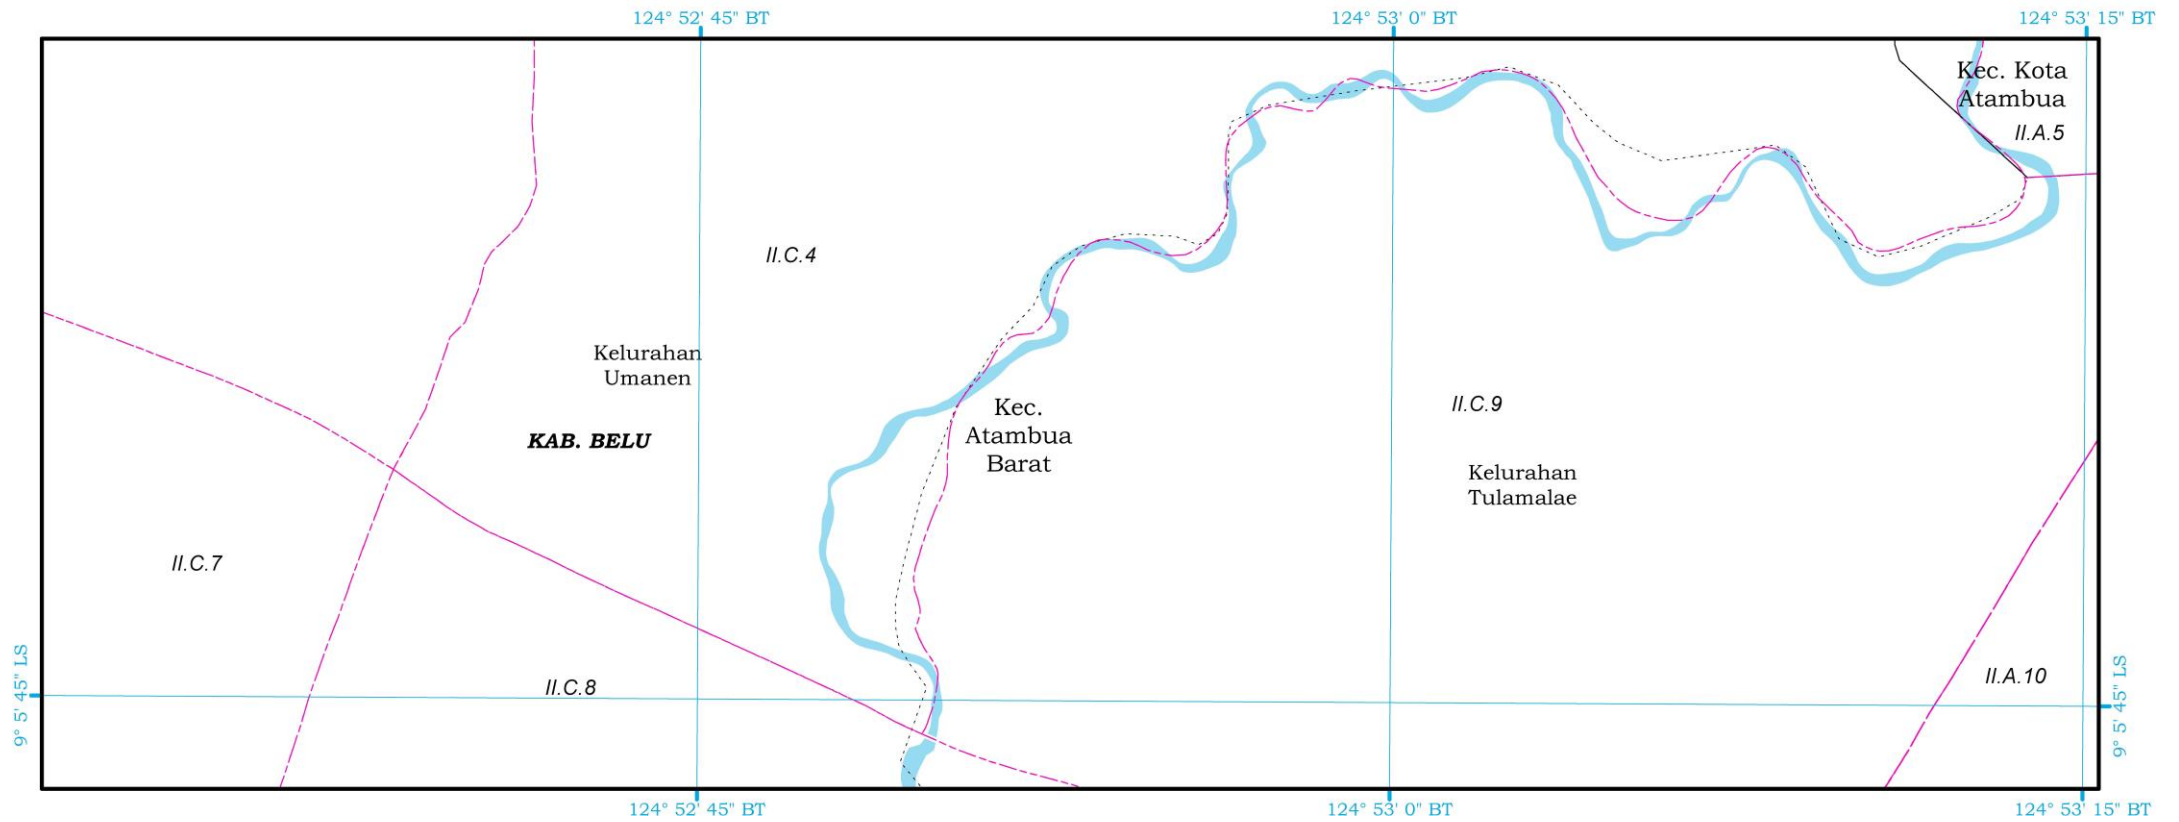 124° 52' 45" BT
124° 53' 0" BT
124° 53' 15" BT
Kec. Kota
Atambua
II.A.5
II.C.4
Kelurahan
Umanen
KAB. BELU
Kec.
Atambua
Barat
II.C.9
Kelurahan
Tulamalae
II.C.7
II.C.8
II.A.10
9° 5' 45" LS
9° 5' 45" LS
124° 52' 45" BT
124° 53' 0" BT
124° 53' 15" BT